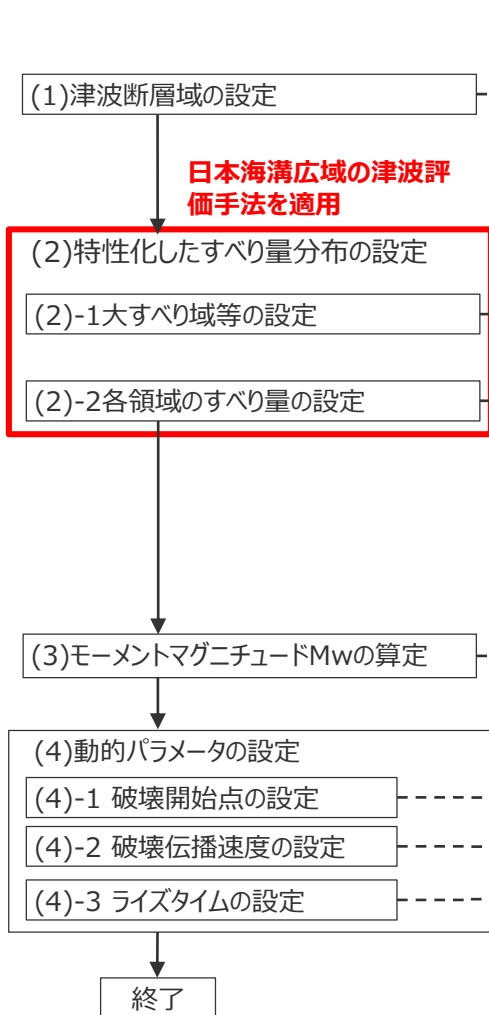 (1)津波断層域の設定
日本海溝広域の津波評
価手法を適用
(2)特性化したすべり量分布の設定
(2)-1大すべり域等の設定
(2)-2各領域のすべり量の設定
(3)モーメントマグニチュードMwの算定
(4)動的パラメータの設定
(4)-1 破壊開始点の設定
(4)-2 破壊伝播速度の設定
(4)-3 ライズタイムの設定
終了